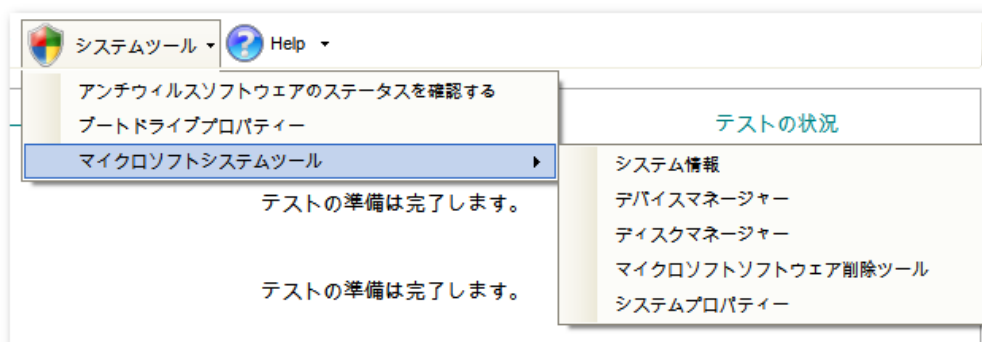 システムツール Help
アンチウィルスソフトウェアのステータスを確認する
ブートドライブプロパティー
テストの状況
マイクロソフトシステムツール
システム情報
テストの準備は完了します。
デバイスマネージャー
ディスクマネージャー
マイクロソフトソフトウェア削除ツール
テストの準備は完了します。
システムプロパティー